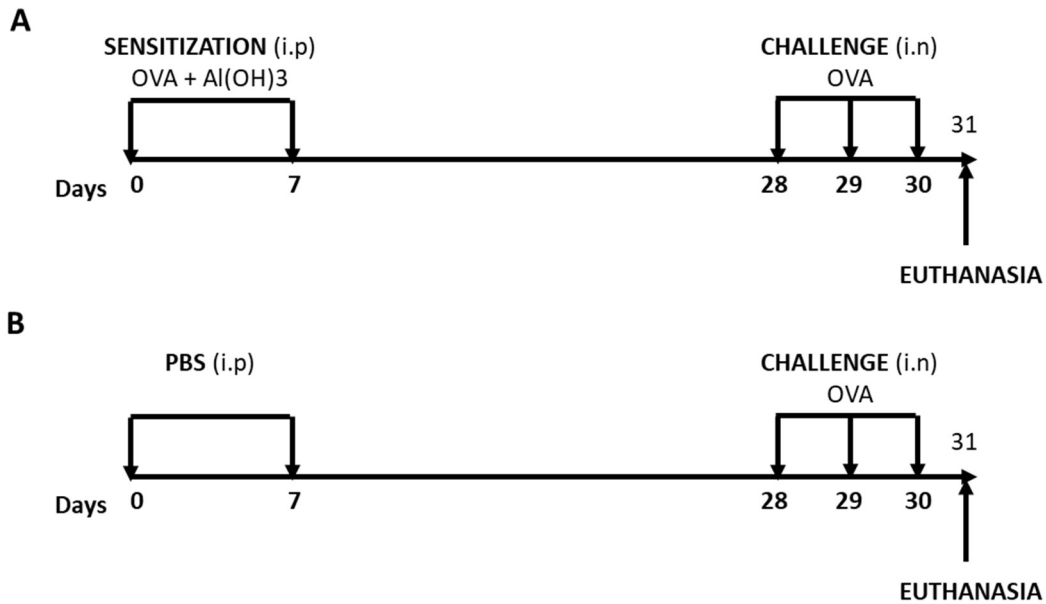 A
SENSITIZATION (i.p)
OVA + Al(OH)3
CHALLENGE (i.n)
OVA
31
Days 0 7 28 29 30
EUTHANASIA
B
PBS (i.p)
CHALLENGE (i.n)
OVA
31
Days 0 7 28 29 30
EUTHANASIA